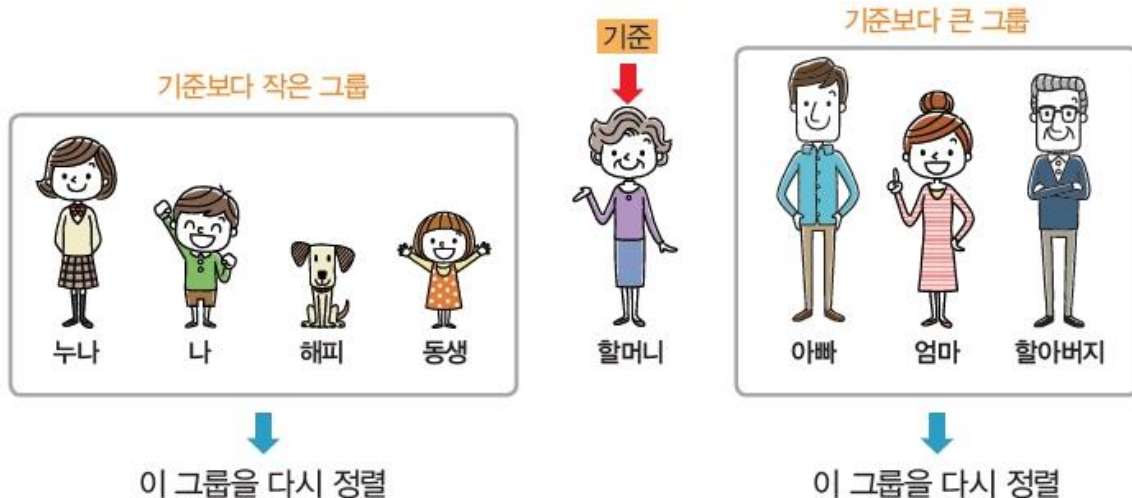 기준보다 작은 그룹
기준
기준보다 큰 그룹
누나
나
해피
동생
할머니
아빠
엄마
할아버지
이 그룹을 다시 정렬
이 그룹을 다시 정렬